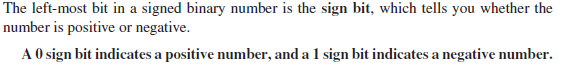 The left-most bit in a signed binary number is the sign bit, which tells you whether the
number is positive or negative.
A 0 sign bit indicates a positive number, and a 1 sign bit indicates a negative number.